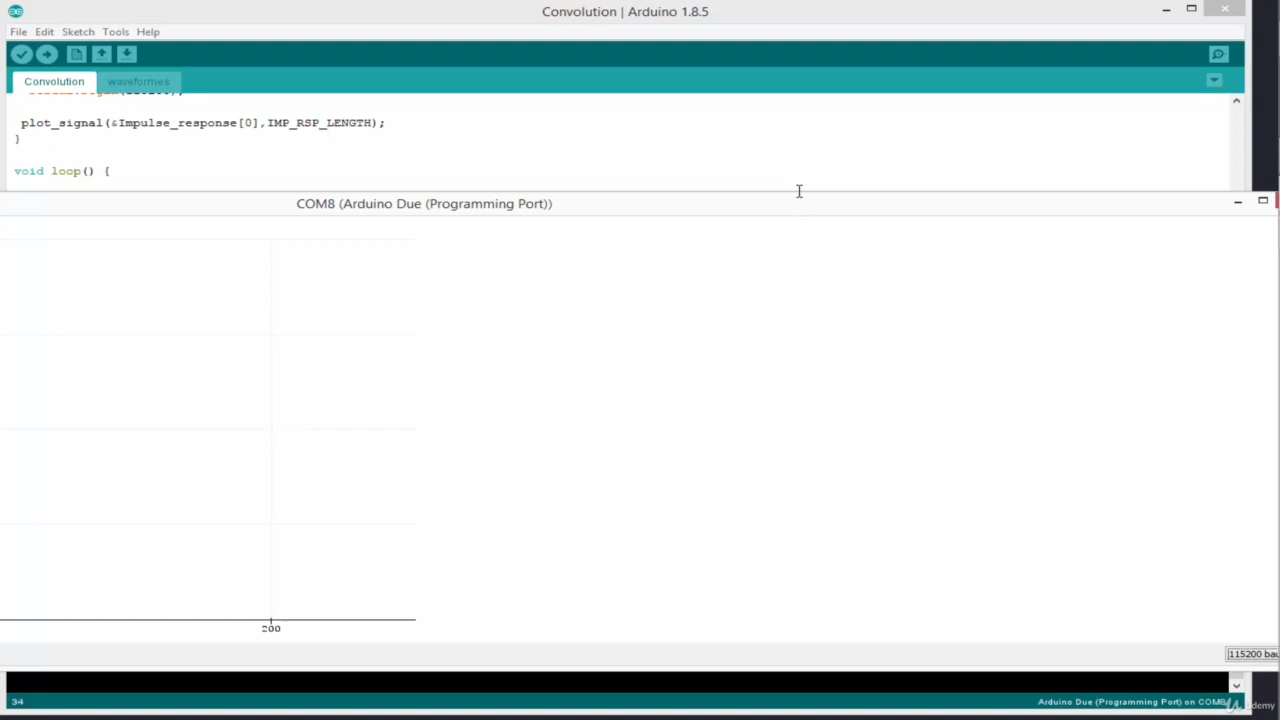 Convolution | Arduino 1.8.5
File Edit Sketch Tools Help
Convolution waveformes
plot_signal(&Impulse_response[0],IMP_RSP_LENGTH);
}
void loop() {
COM8 (Arduino Due (Programming Port))
200
115200 bau
34
Arduino Due (Programming Port) on COM8
Udemy